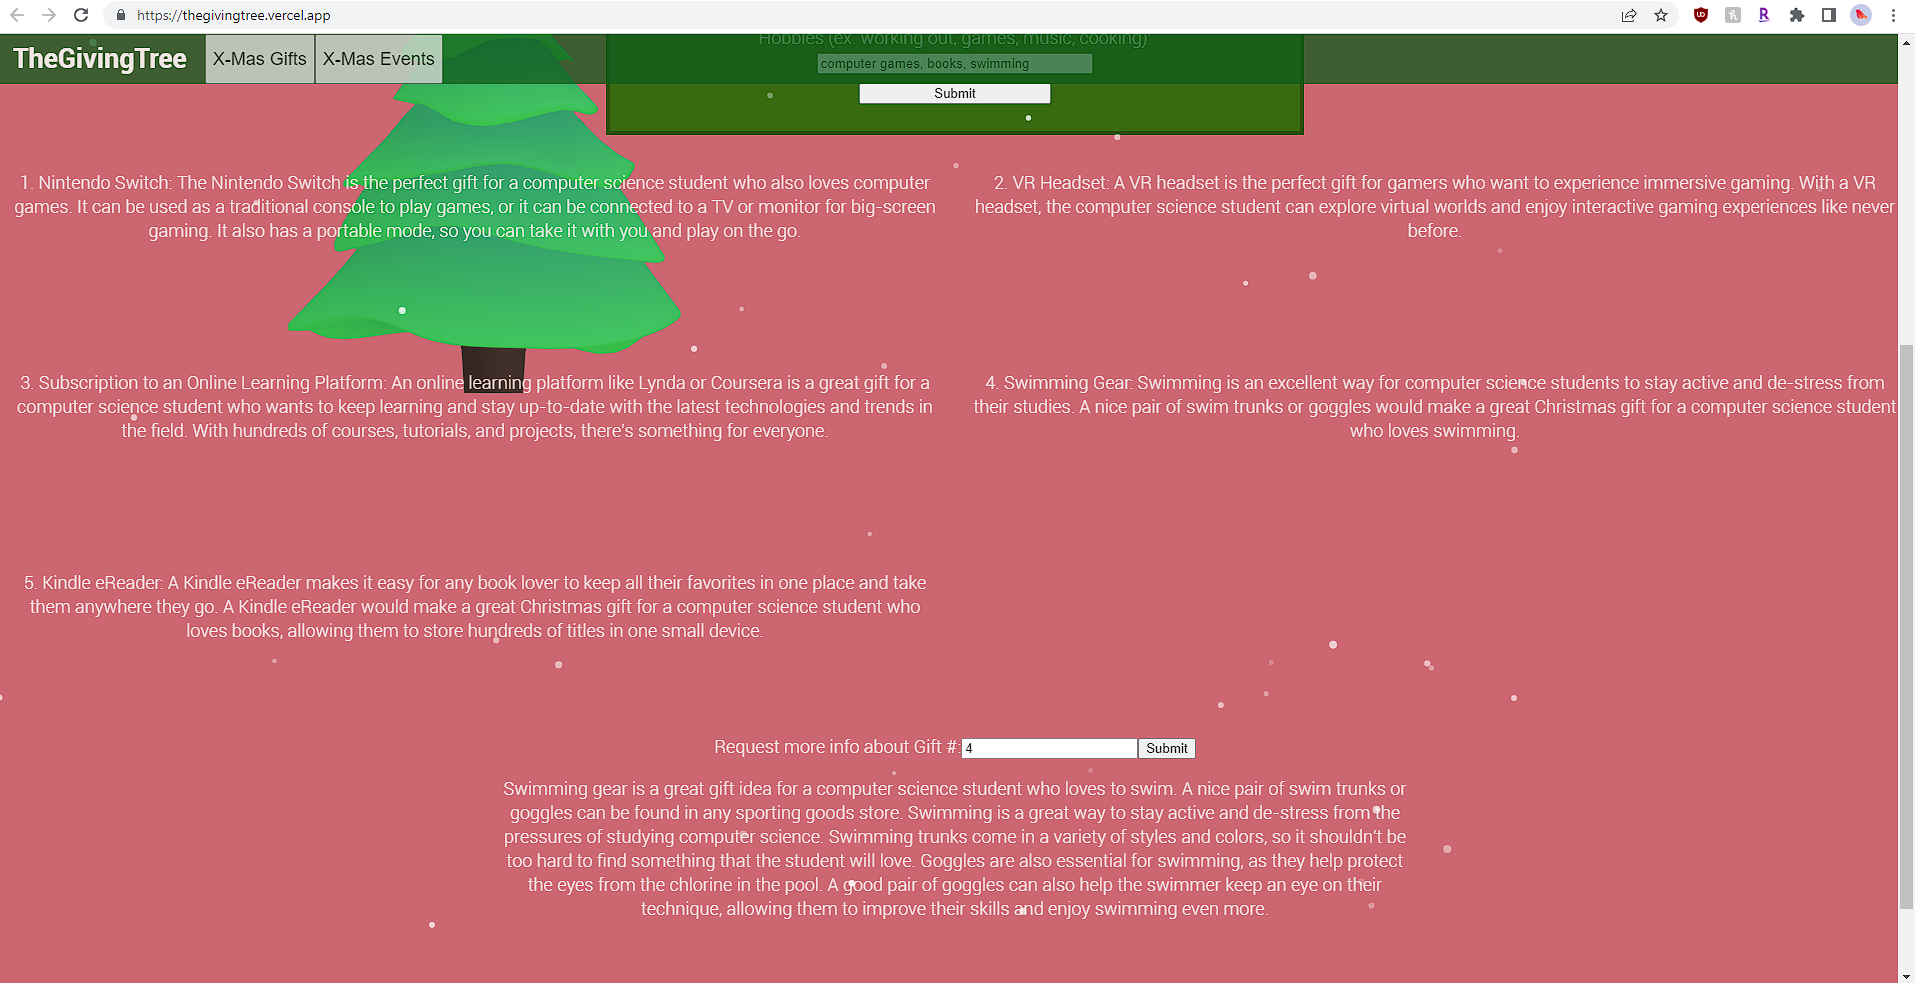 https://thegivingtree.vercel.app
TheGivingTree
X-Mas Gifts
X-Mas Events
Hobbies (ex. working out, games, music, cooking):
computer games, books, swimming
Submit
1. Nintendo Switch: The Nintendo Switch is the perfect gift for a computer science student who also loves computer
games. It can be used as a traditional console to play games, or it can be connected to a TV or monitor for big-screen
gaming. It also has a portable mode, so you can take it with you and play on the go.
2. VR Headset: A VR headset is the perfect gift for gamers who want to experience immersive gaming. With a VR
headset, the computer science student can explore virtual worlds and enjoy interactive gaming experiences like never
before.
3. Subscription to an Online Learning Platform: An online learning platform like Lynda or Coursera is a great gift for a
computer science student who wants to keep learning and stay up-to-date with the latest technologies and trends in
the field. With hundreds of courses, tutorials, and projects, there's something for everyone.
4. Swimming Gear: Swimming is an excellent way for computer science students to stay active and de-stress from
their studies. A nice pair of swim trunks or goggles would make a great Christmas gift for a computer science student
who loves swimming.
5. Kindle eReader: A Kindle eReader makes it easy for any book lover to keep all their favorites in one place and take
them anywhere they go. A Kindle eReader would make a great Christmas gift for a computer science student who
loves books, allowing them to store hundreds of titles in one small device.
Request more info about Gift #:
4
Submit
Swimming gear is a great gift idea for a computer science student who loves to swim. A nice pair of swim trunks or
goggles can be found in any sporting goods store. Swimming is a great way to stay active and de-stress from the
pressures of studying computer science. Swimming trunks come in a variety of styles and colors, so it shouldn't be
too hard to find something that the student will love. Goggles are also essential for swimming, as they help protect
the eyes from the chlorine in the pool. A good pair of goggles can also help the swimmer keep an eye on their
technique, allowing them to improve their skills and enjoy swimming even more.